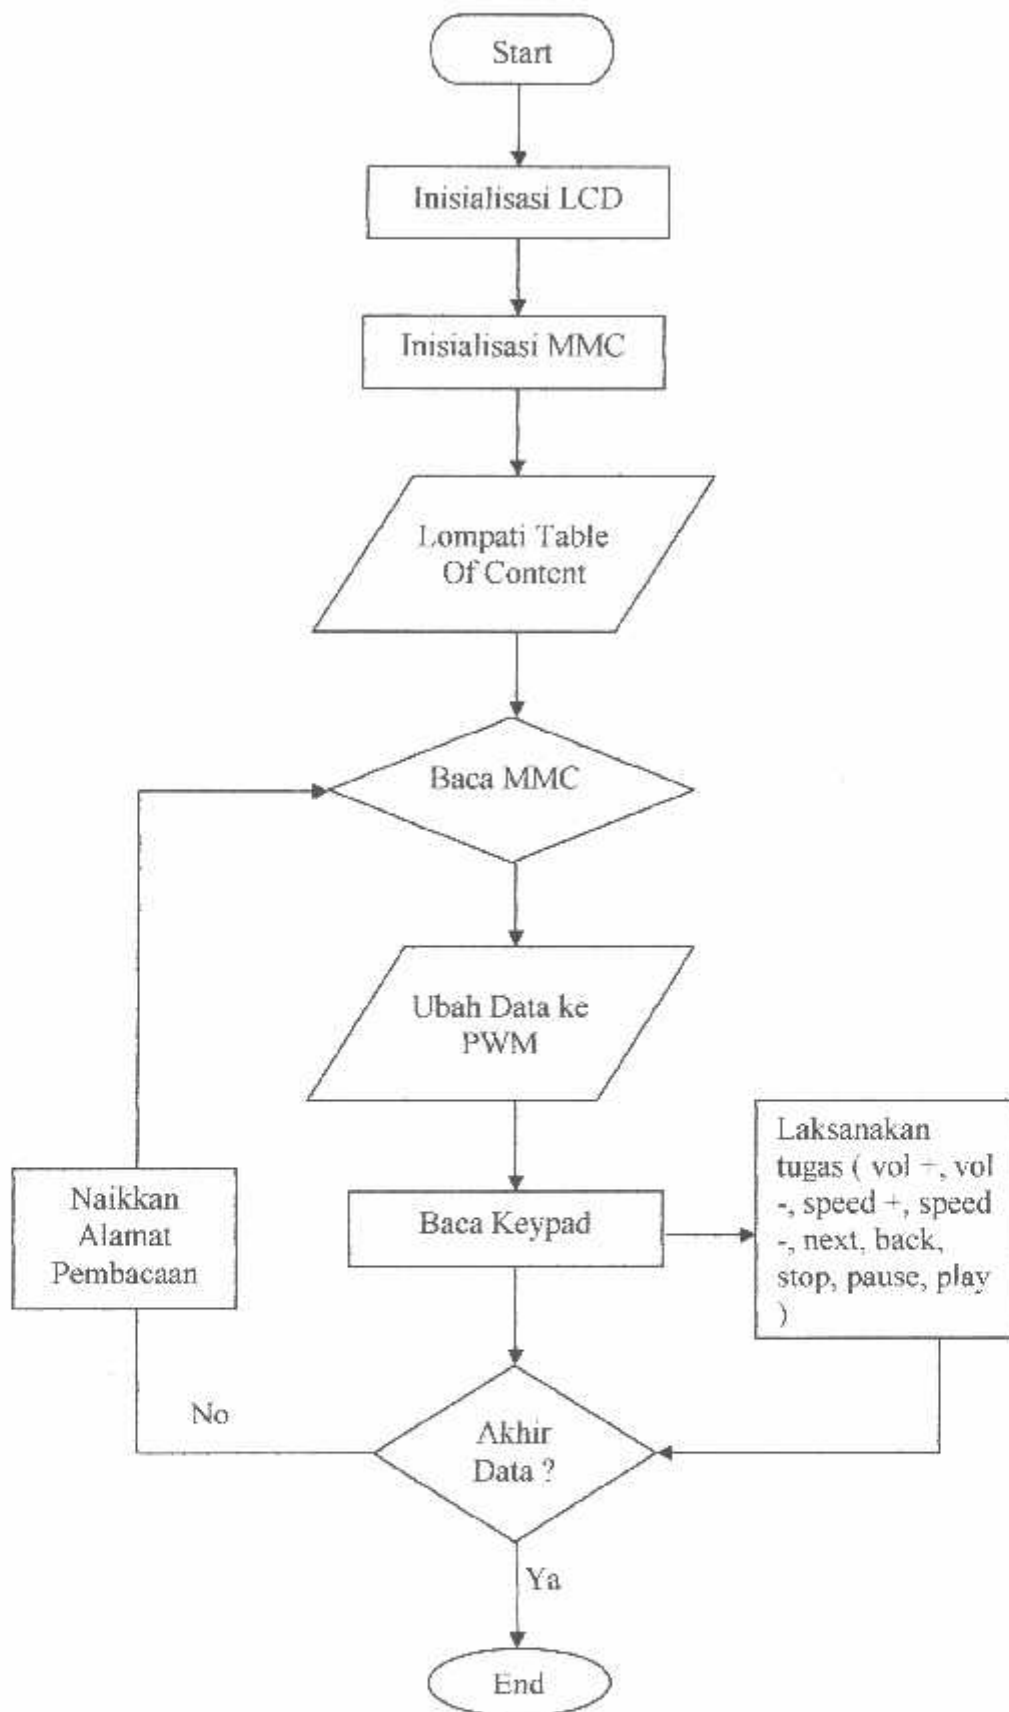 Start
Inisialisasi LCD
Inisialisasi MMC
Lompati Table
Of Content
Baca MMC
Ubah Data ke
PWM
Baca Keypad
Laksanakan
tugas ( vol +, vol
-, speed +, speed
-, next, back,
stop, pause, play
)
Naikkan
Alamat
Pembacaan
Akhir
Data ?
No
Ya
End